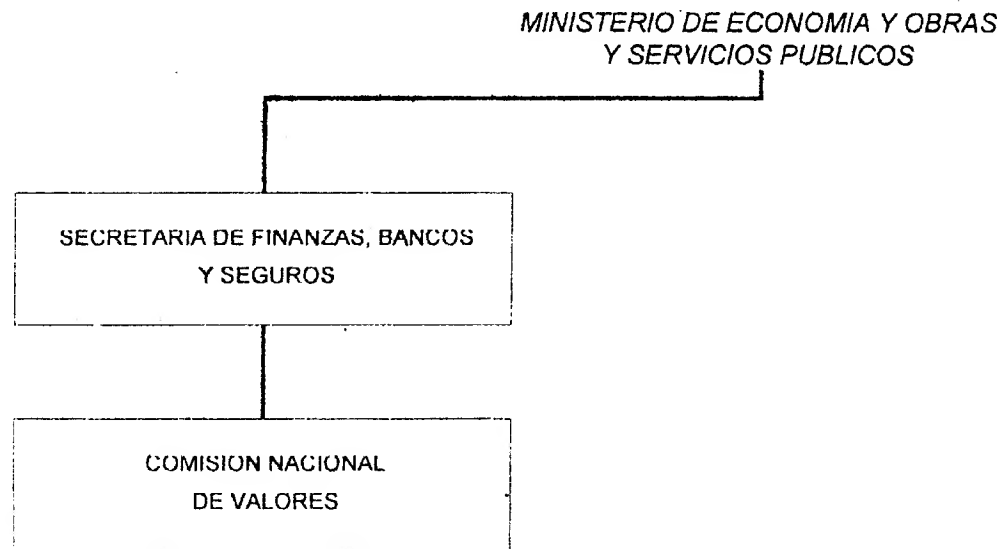 MINISTERIO DE ECONOMIA Y OBRAS
Y SERVICIOS PUBLICOS
SECRETARIA DE FINANZAS, BANCOS
Y SEGUROS
COMISION NACIONAL
DE VALORES